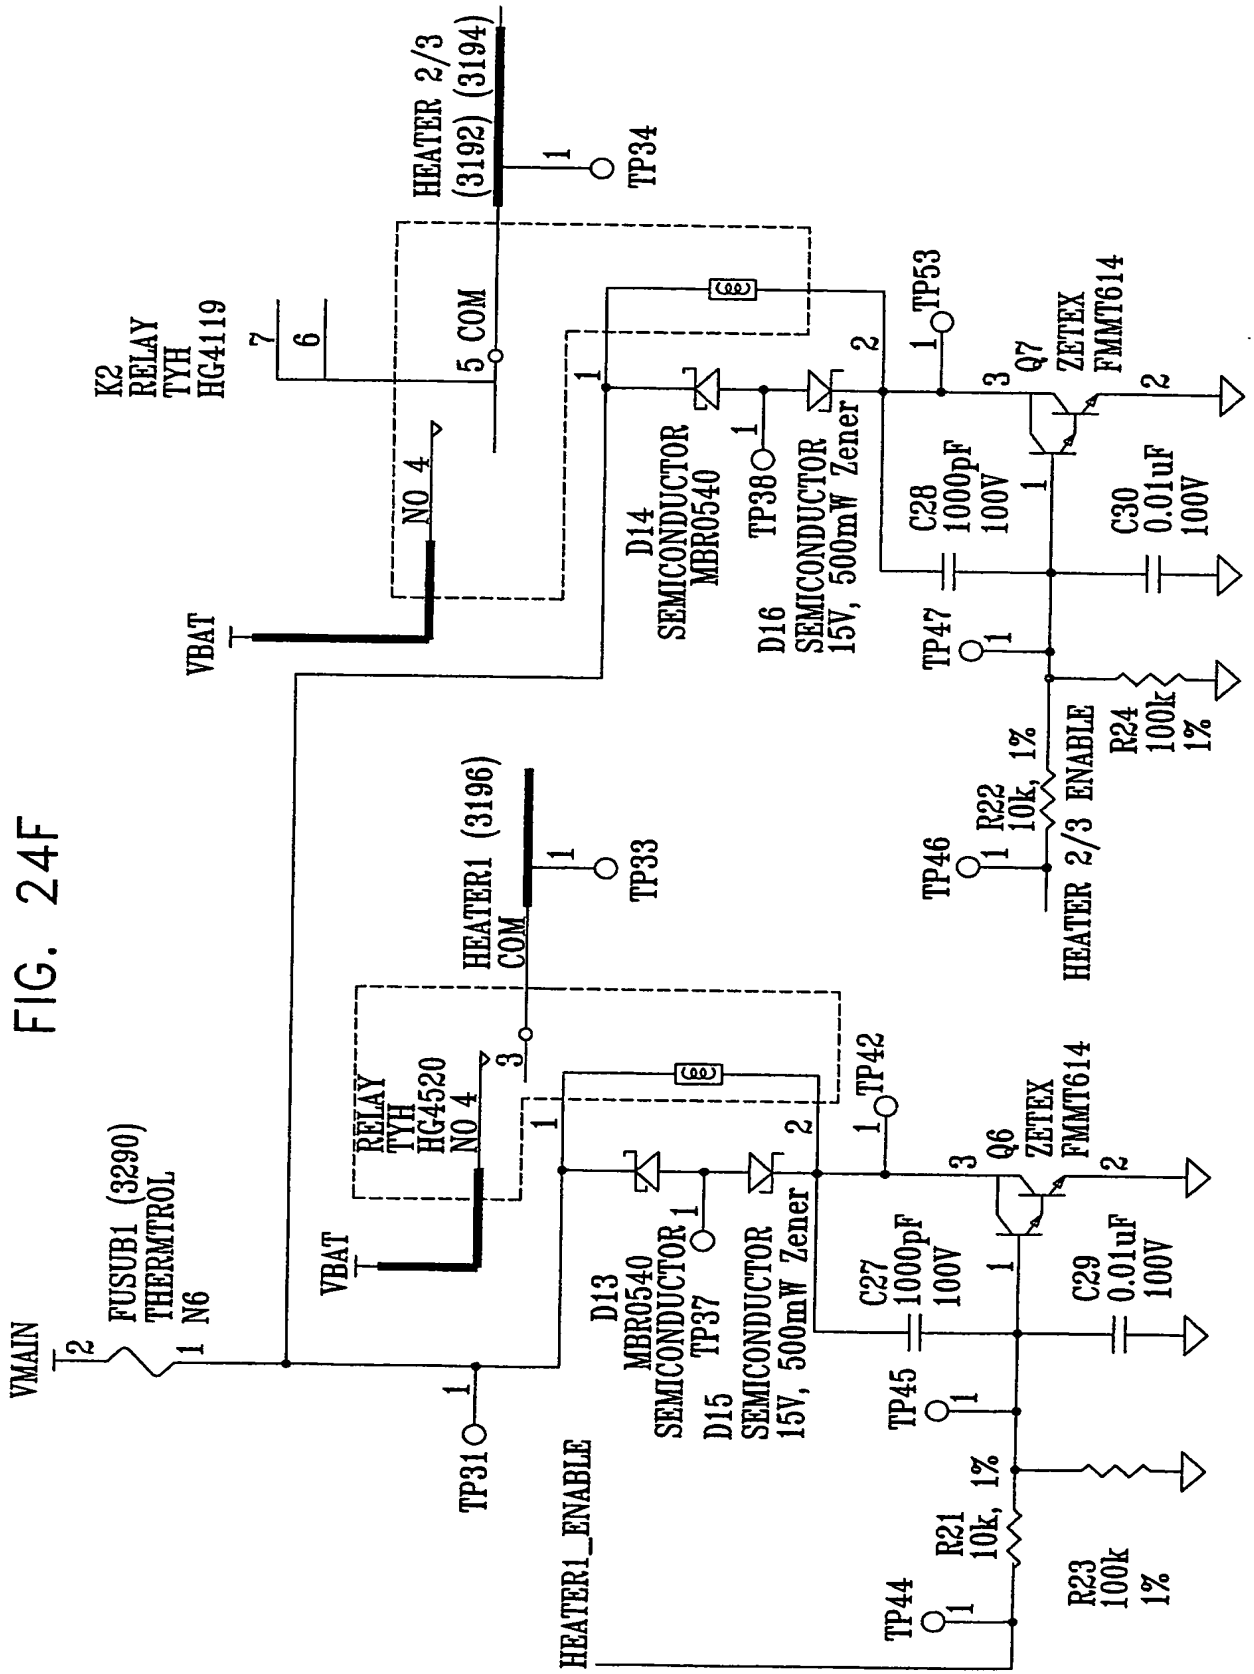 FIG. 24F
VMAIN
2
FUSUB1 (3290)
THERMTROL
N6
1
TP31
1
VBAT
RELAY
TYH
HG4520
NO 4
3
HEATER1 (3196)
COM
1
TP33
1
D13
MBR0540
SEMICONDUCTOR
TP37
1
D15
SEMICONDUCTOR
15V, 500mW Zener
2
TP42
1
C27
1000pF
100V
3
Q6
ZETEX
FMMT614
1
2
C29
0.01uF
100V
TP45
1
R21
10k, 1%
TP44
1
R23
100k
1%
HEATER1_ENABLE
VBAT
K2
RELAY
TYH
HG4119
7
6
NO 4
5 COM
HEATER 2/3
(3192) (3194)
1
TP34
1
D14
SEMICONDUCTOR
MBR0540
TP38
1
D16
SEMICONDUCTOR
15V, 500mW Zener
2
TP53
1
C28
1000pF
100V
3
Q7
ZETEX
FMMT614
1
2
C30
0.01uF
100V
TP47
1
R22
10k, 1%
TP46
1
HEATER 2/3 ENABLE
R24
100k
1%